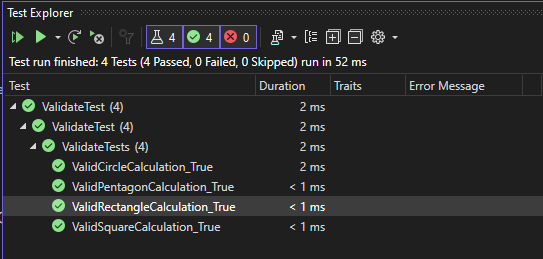 Test Explorer
4 4 0
Test run finished: 4 Tests (4 Passed, 0 Failed, 0 Skipped) run in 52 ms
Test Duration Traits Error Message
ValidateTest (4) 2 ms
ValidateTest (4) 2 ms
ValidateTests (4) 2 ms
ValidCircleCalculation_True 2 ms
ValidPentagonCalculation_True < 1 ms
ValidRectangleCalculation_True < 1 ms
ValidSquareCalculation_True < 1 ms